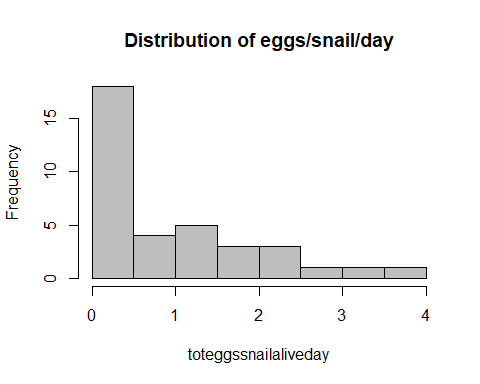 Distribution of eggs/snail/day
Frequency
15
10
5
0
0 1 2 3 4
toteggssnailaliveday